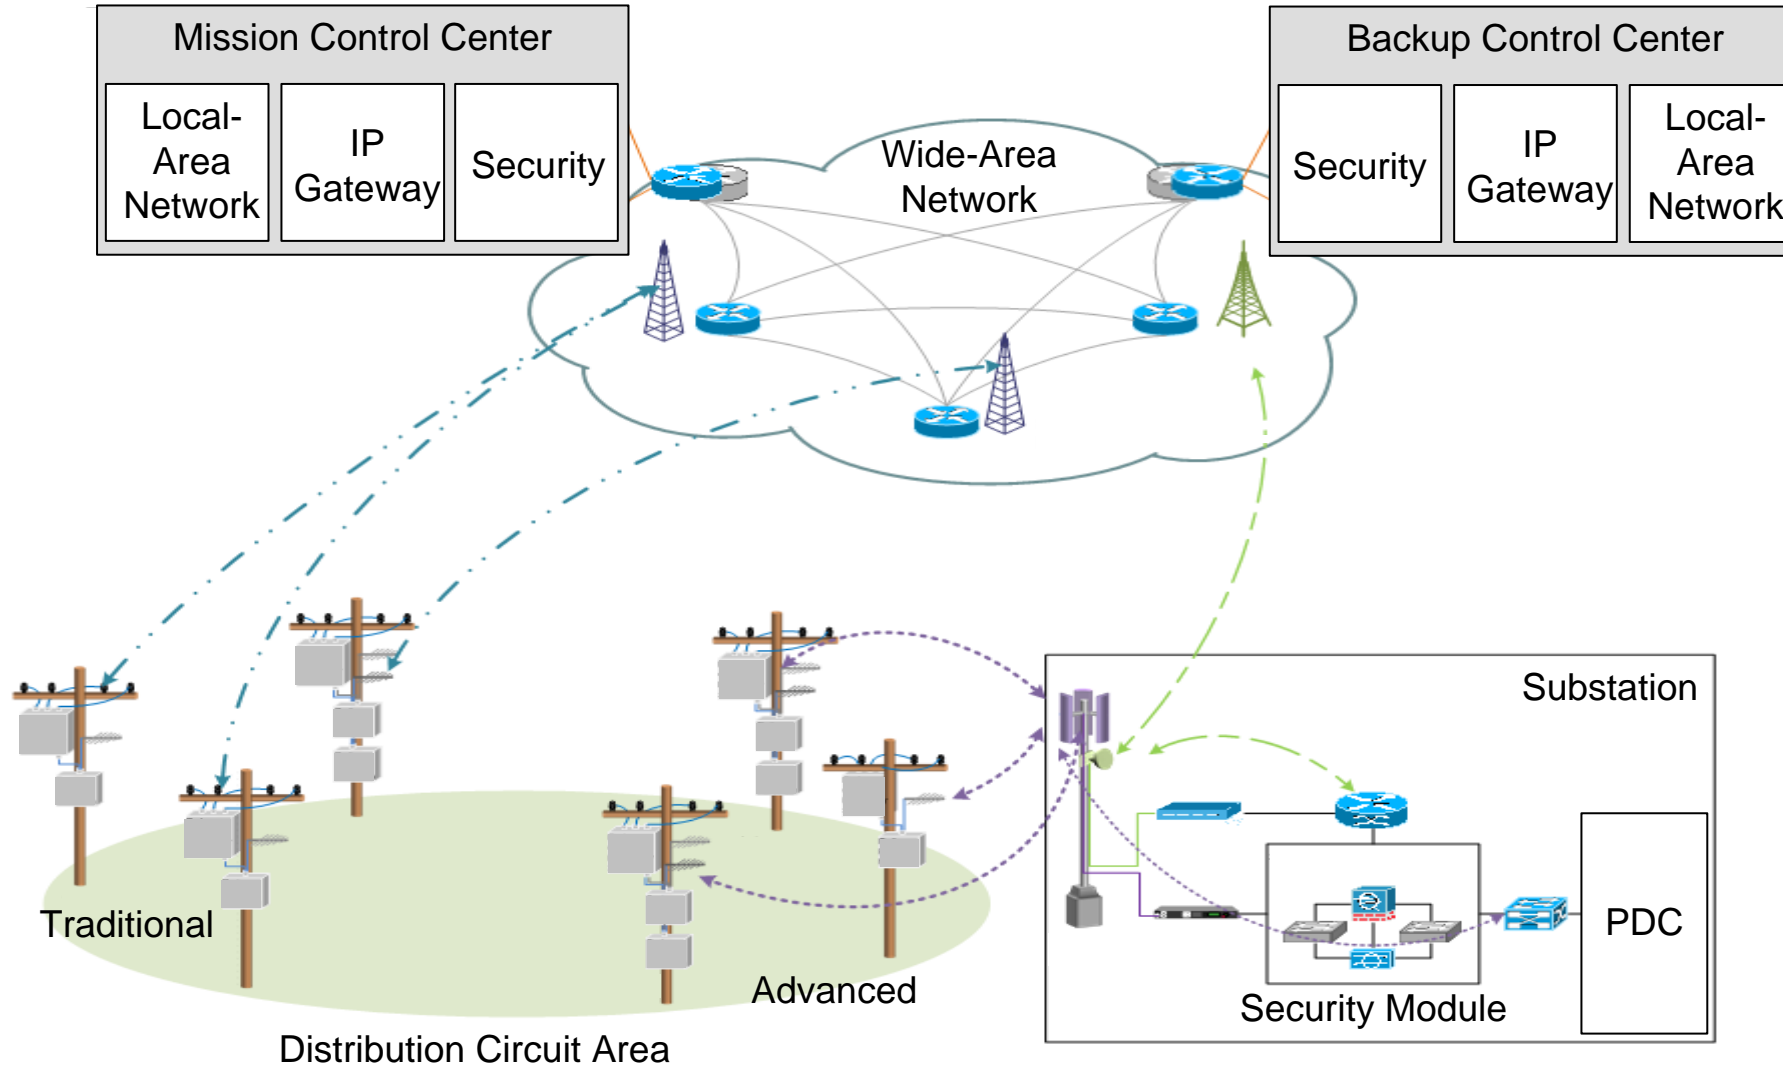 Mission Control Center
Local-
Area
Network
IP
Gateway
Security
Wide-Area
Network
Backup Control Center
Security
IP
Gateway
Local-
Area
Network
Substation
PDC
Security Module
Traditional
Advanced
Distribution Circuit Area